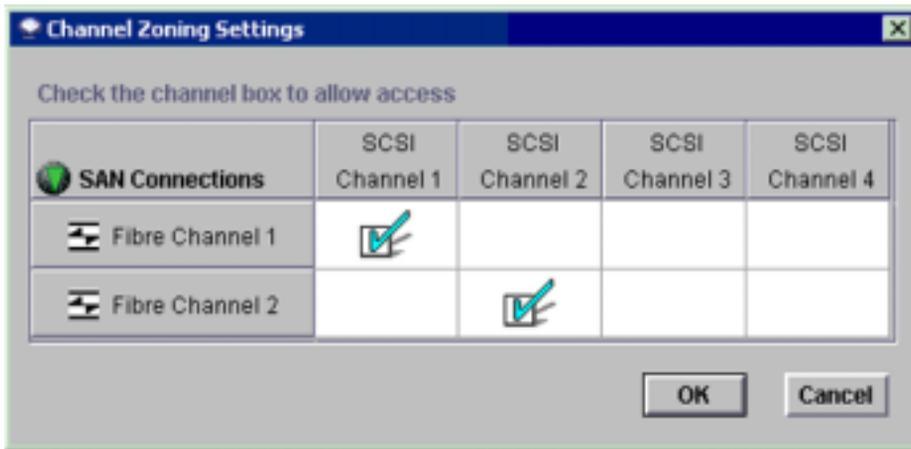 Channel Zoning Settings
Check the channel box to allow access
SAN Connections
SCSI Channel 1
SCSI Channel 2
SCSI Channel 3
SCSI Channel 4
Fibre Channel 1
Fibre Channel 2
OK
Cancel